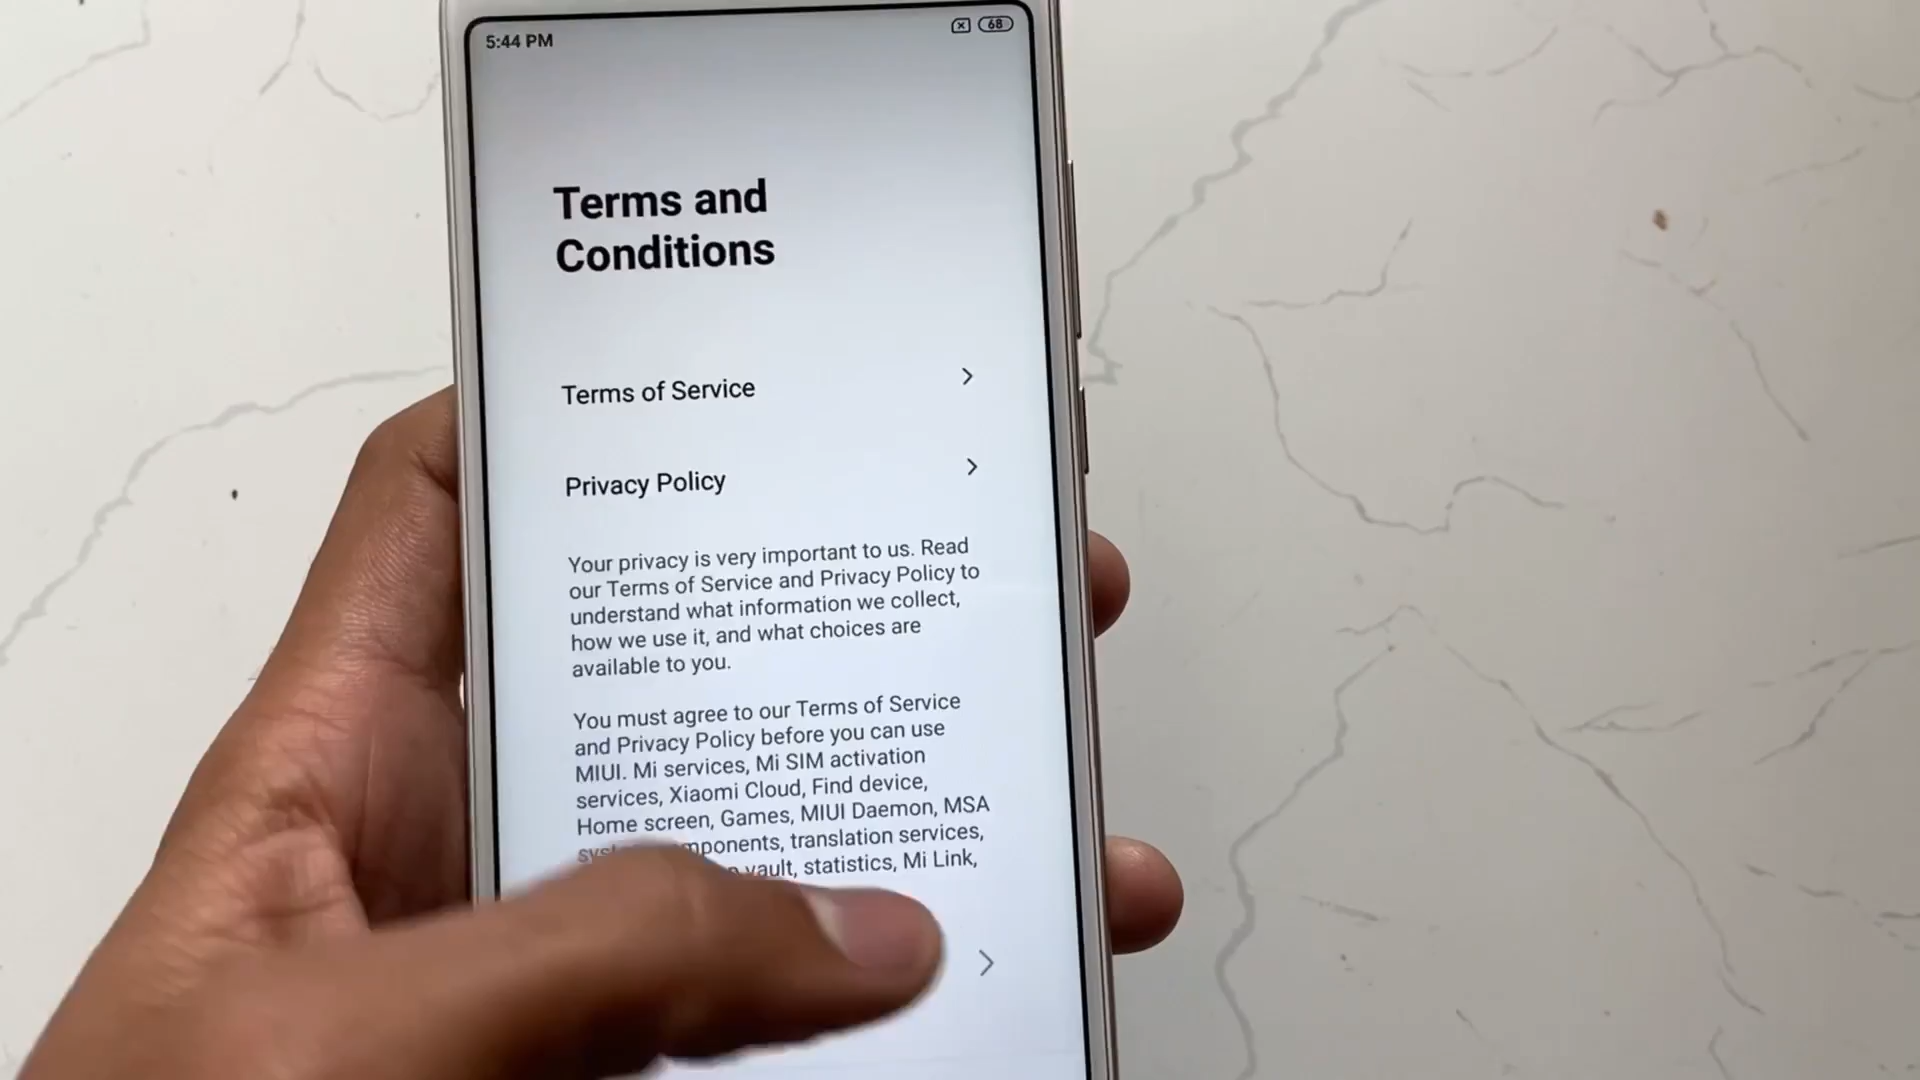 5:44 PM
68
Terms and
Conditions
Terms of Service
Privacy Policy
Your privacy is very important to us. Read
our Terms of Service and Privacy Policy to
understand what information we collect,
how we use it, and what choices are
available to you.
You must agree to our Terms of Service
and Privacy Policy before you can use
MIUI. Mi services, Mi SIM activation
services, Xiaomi Cloud, Find device,
Home screen, Games, MIUI Daemon, MSA
translation services,
vault, statistics, Mi Link,